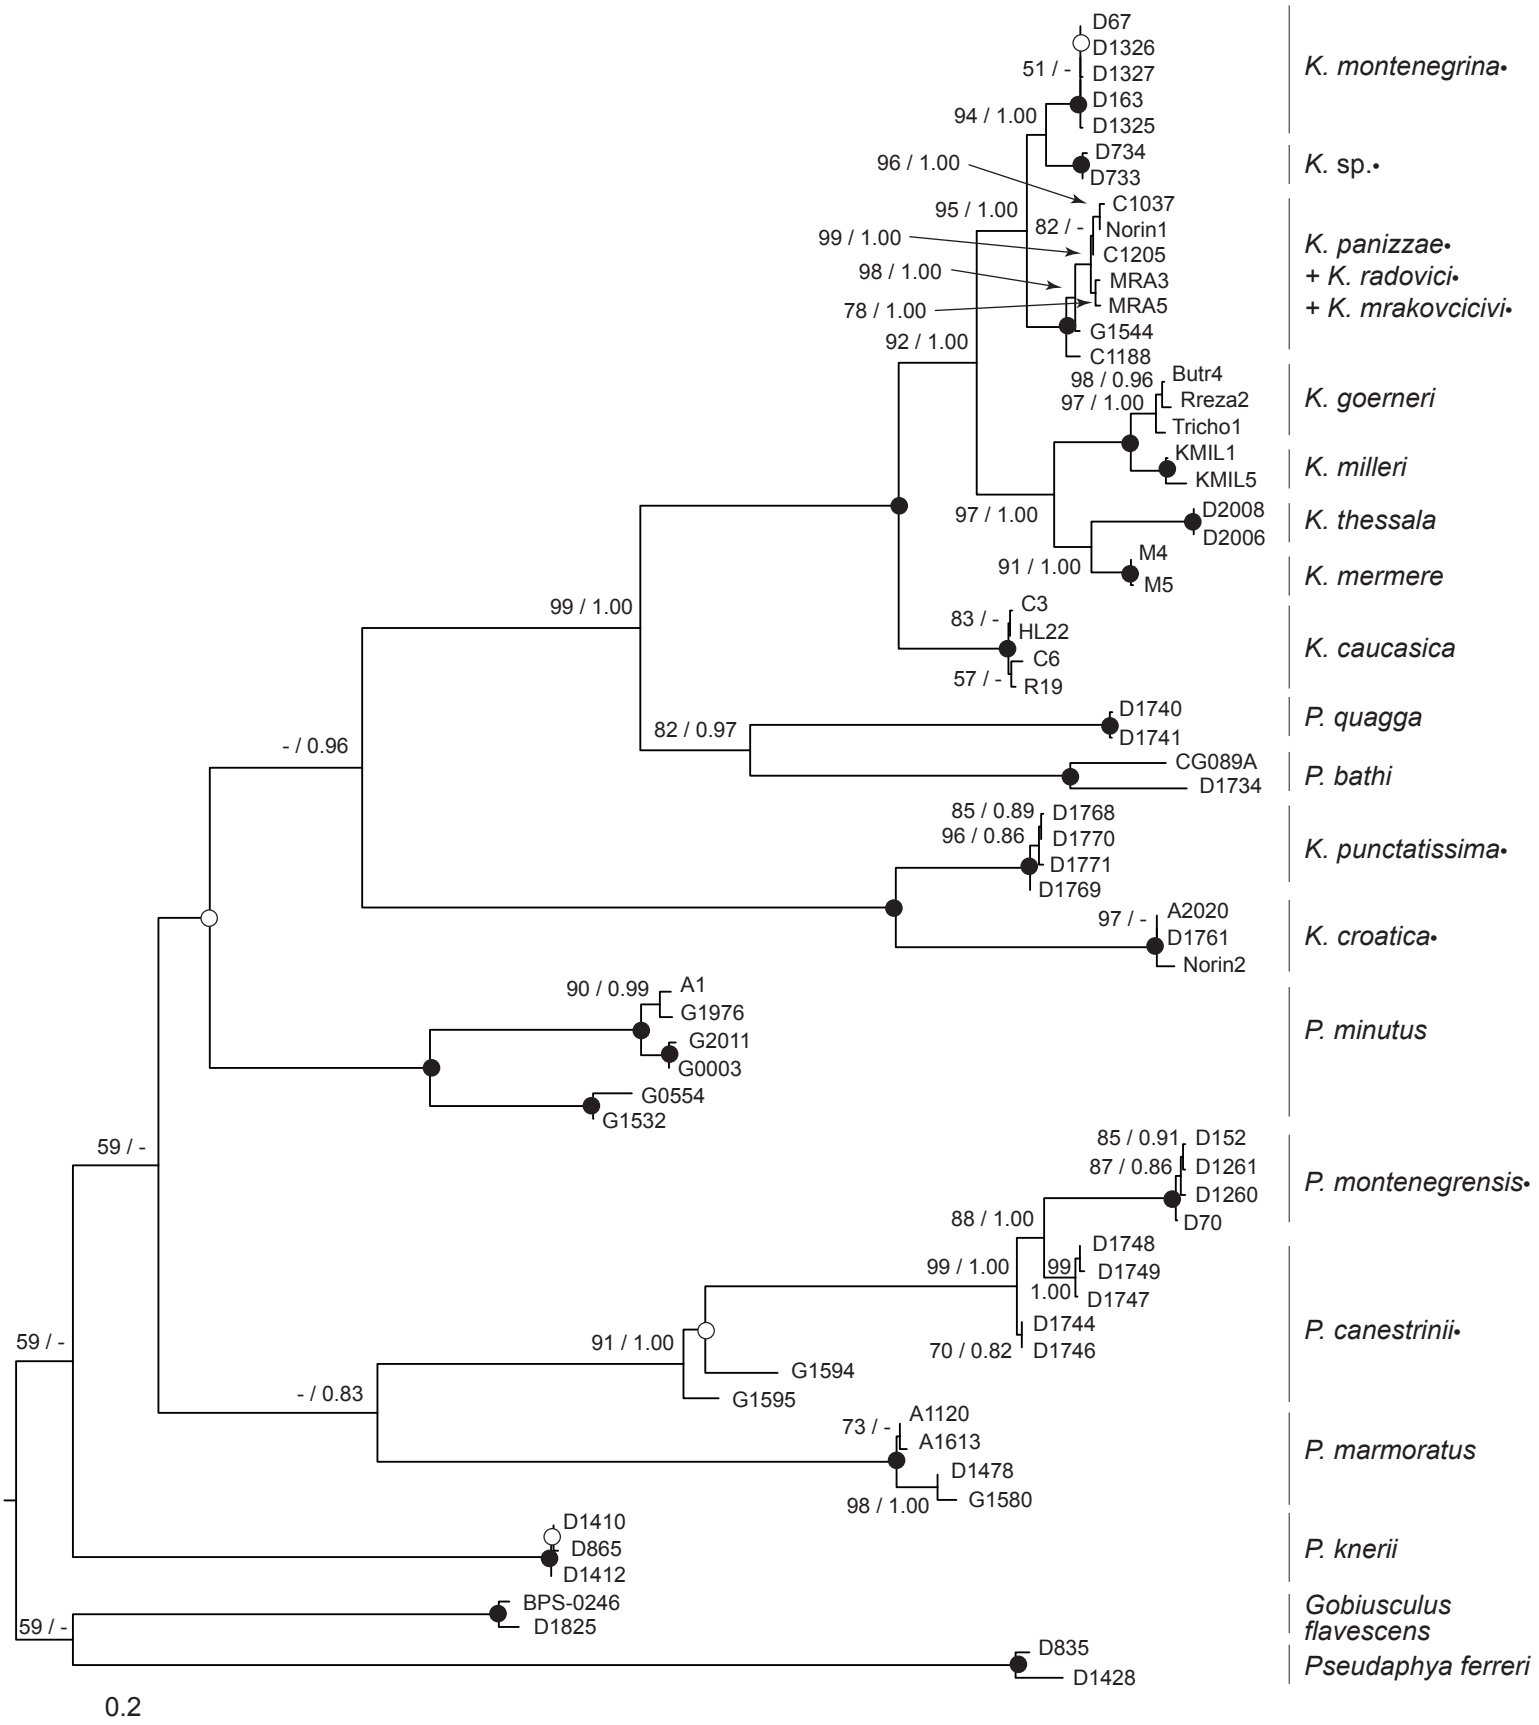 D67
D1326
51 / -
D1327
D163
94 / 1.00
D1325
K. montenegrina•
D734
96 / 1.00
D733
K. sp.•
C1037
95 / 1.00
82 / -
Norin1
99 / 1.00
C1205
98 / 1.00
MRA3
78 / 1.00
MRA5
G1544
92 / 1.00
C1188
K. panizzae•
+ K. radovici•
+ K. mrakovcicivi•
98 / 0.96
Butr4
97 / 1.00
Rreza2
Tricho1
K. goerneri
KMIL1
KMIL5
K. milleri
97 / 1.00
D2008
D2006
K. thessala
91 / 1.00
M4
M5
K. mermere
99 / 1.00
C3
83 / -
HL22
C6
57 / -
R19
K. caucasica
82 / 0.97
D1740
D1741
P. quagga
- / 0.96
CG089A
D1734
P. bathi
85 / 0.89
D1768
96 / 0.86
D1770
D1771
D1769
K. punctatissima•
97 / -
A2020
D1761
Norin2
K. croatica•
90 / 0.99
A1
G1976
G2011
G0003
G0554
G1532
P. minutus
59 / -
85 / 0.91
D152
87 / 0.86
D1261
D1260
D70
P. montenegrensis•
88 / 1.00
99 / 1.00
D1748
99
1.00
D1749
D1747
D1744
70 / 0.82
D1746
91 / 1.00
G1594
G1595
P. canestrinii•
59 / -
- / 0.83
73 / -
A1120
A1613
D1478
98 / 1.00
G1580
P. marmoratus
D1410
D865
D1412
P. knerii
59 / -
BPS-0246
D1825
Gobiusculus
flavescens
D835
D1428
Pseudaphya ferreri
0.2